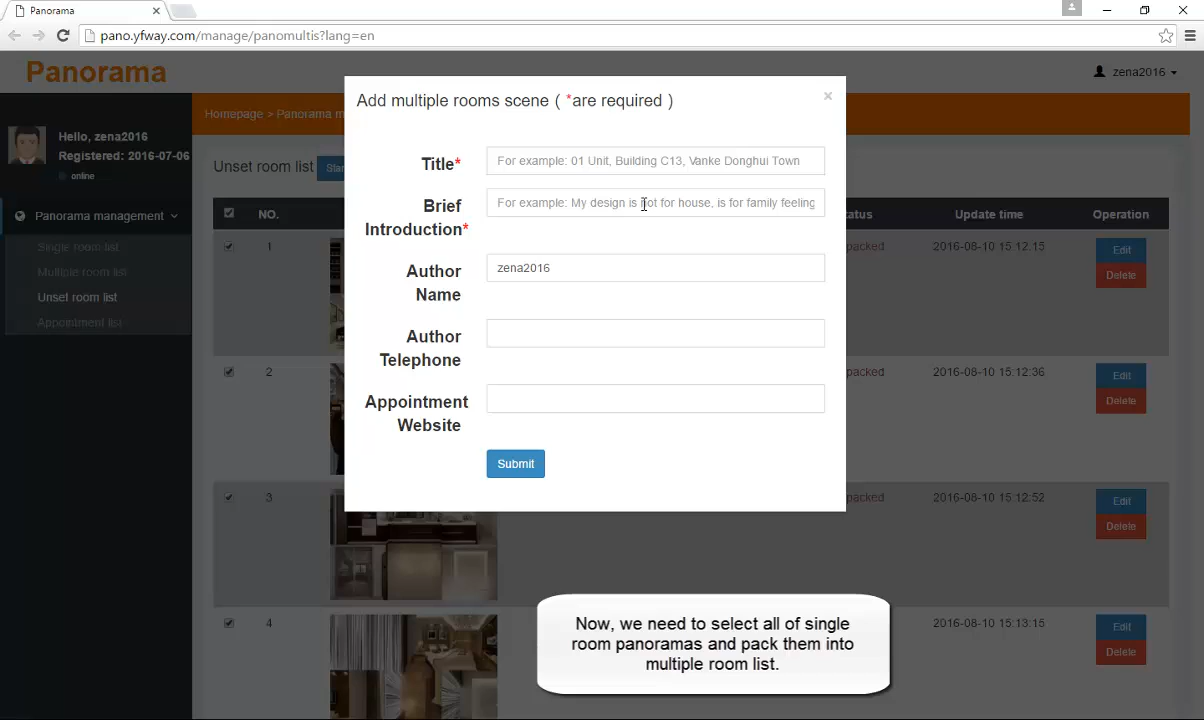 Panorama
pano.yfway.com/manage/panomultis?lang=en
Panorama
zena2016
Hello, zena2016
Registered: 2016-07-06
online
Panorama management
Single room list
Multiple room list
Unset room list
Appointment list
Homepage > Panorama m
Unset room list
NO.
Update time
Operation
1
packed
2016-08-10 15:12:15
Edit
Delete
2
packed
2016-08-10 15:12:36
Edit
Delete
3
packed
2016-08-10 15:12:52
Edit
Delete
4
2016-08-10 15:13:15
Edit
Delete
Add multiple rooms scene ( *are required )
×
Title*
For example: 01 Unit, Building C13, Vanke Donghui Town
Brief
Introduction*
For example: My design is not for house, is for family feeling
Author
Name
zena2016
Author
Telephone
Appointment
Website
Submit
Now, we need to select all of single
room panoramas and pack them into
multiple room list.